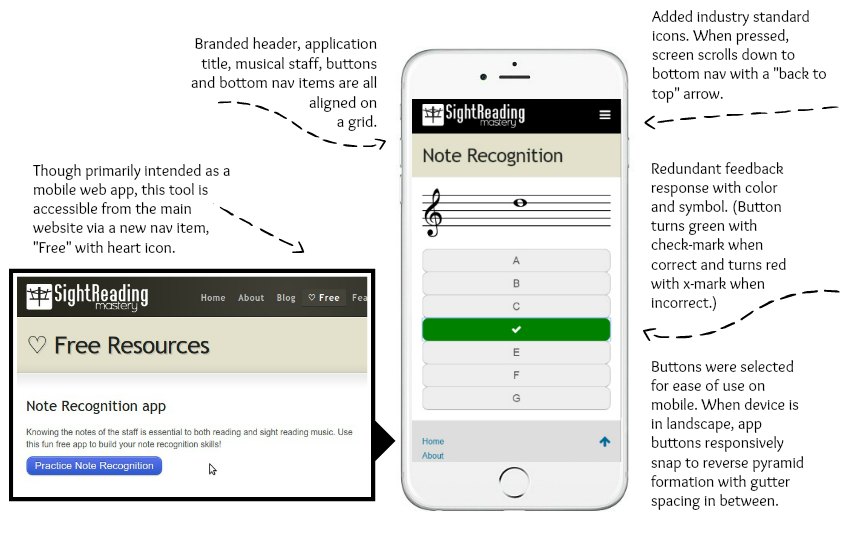 Branded header, application
title, musical staff, buttons
and bottom nav items are all
aligned on
a grid.
Added industry standard
icons. When pressed,
screen scrolls down to
bottom nav with a "back to
top" arrow.
Though primarily intended as a
mobile web app, this tool is
accessible from the main
website via a new nav item,
"Free" with heart icon.
SightReading
mastery
Home About Blog ♡ Free Fea
♡ Free Resources
Note Recognition app
Knowing the notes of the staff is essential to both reading and sight reading music. Use
this fun free app to build your note recognition skills!
Practice Note Recognition
SightReading
mastery
Note Recognition
A
B
C
E
F
G
Home
About
Redundant feedback
response with color
and symbol. (Button
turns green with
check-mark when
correct and turns red
with x-mark when
incorrect.)
Buttons were selected
for ease of use on
mobile. When device is
in landscape, app
buttons responsively
snap to reverse pyramid
formation with gutter
spacing in between.